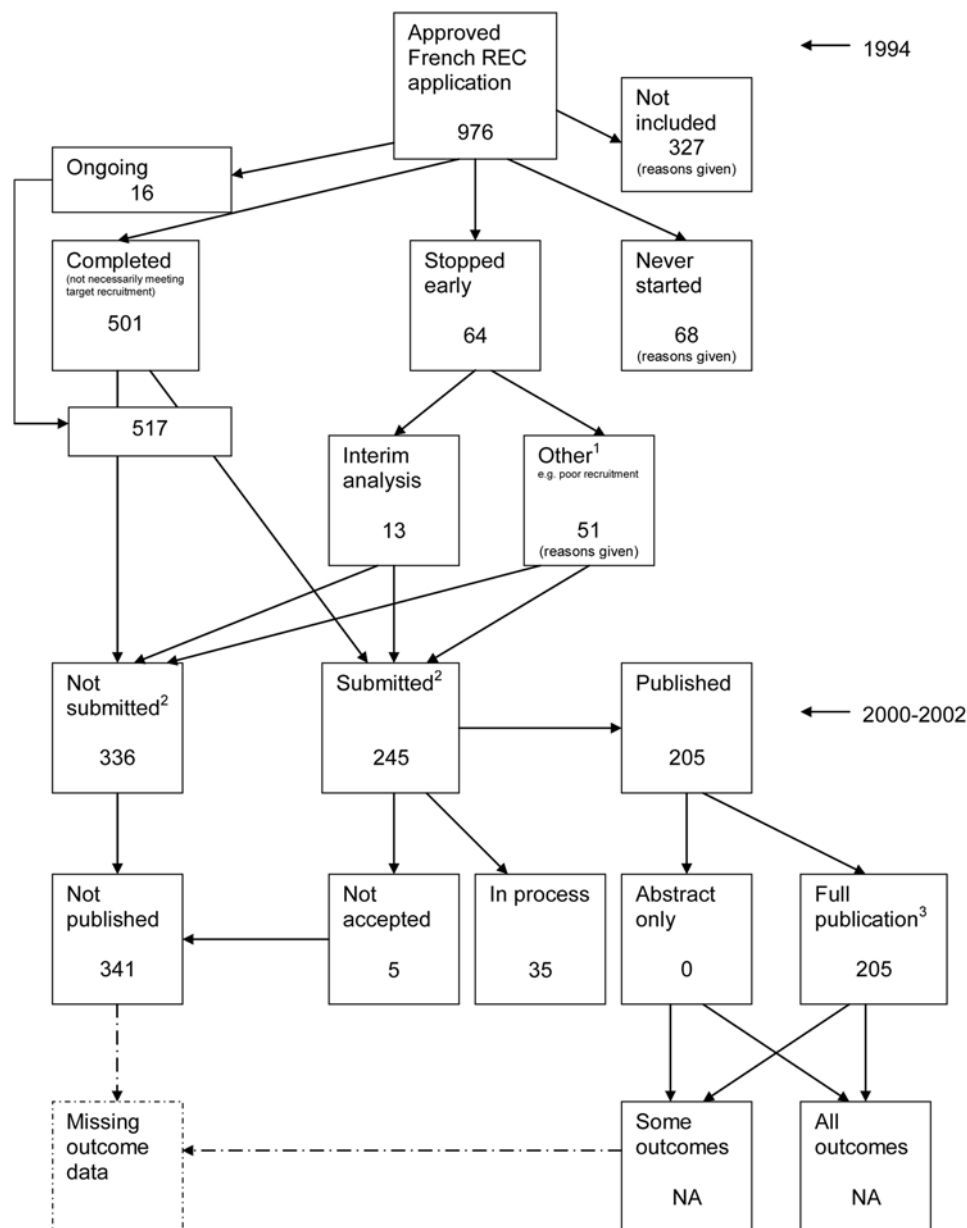 Approved
French REC
application
976
1994
Not
included
327
(reasons given)
Ongoing
16
Completed
(not necessarily meeting
target recruitment)
501
Stopped
early
64
Never
started
68
(reasons given)
517
Interim
analysis
13
Other1
e.g. poor recruitment
51
(reasons given)
Not
submitted2
336
Submitted2
245
Published
205
2000-2002
Not
published
341
Not
accepted
5
In process
35
Abstract
only
0
Full
publication3
205
Missing
outcome
data
Some
outcomes
NA
All
outcomes
NA